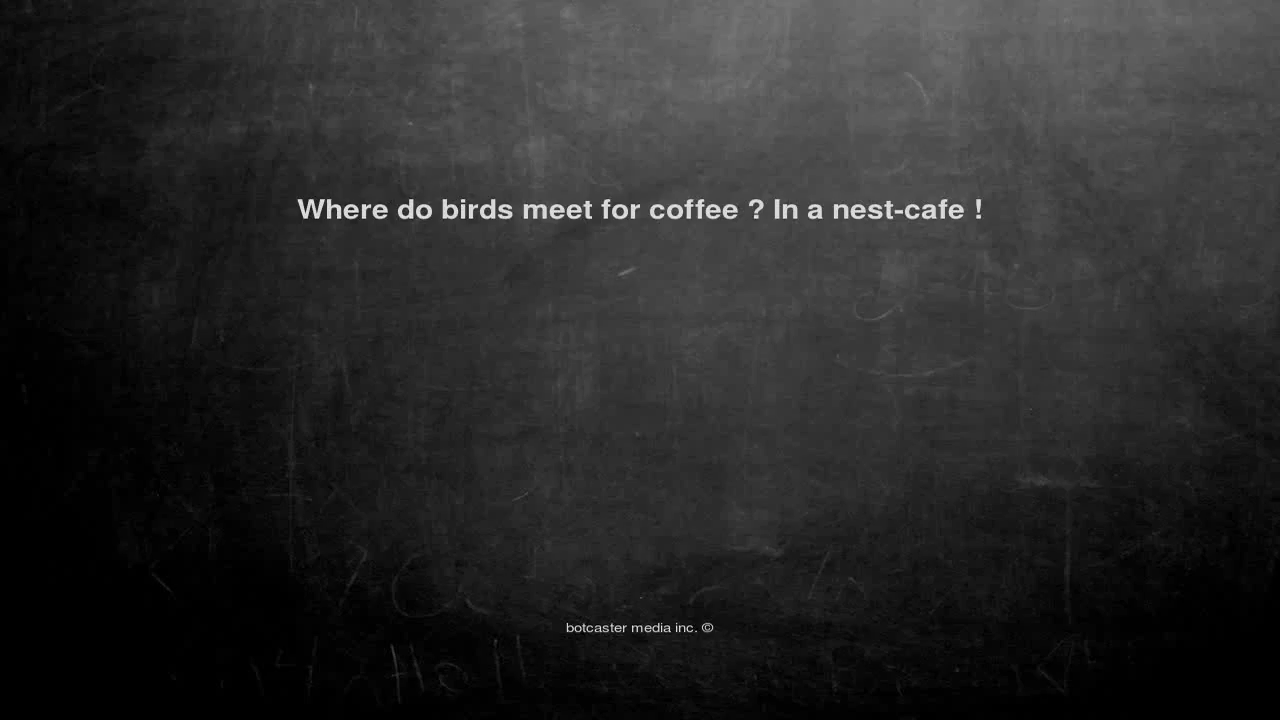 Where do birds meet for coffee ? In a nest-cafe !
botcaster media inc. ©